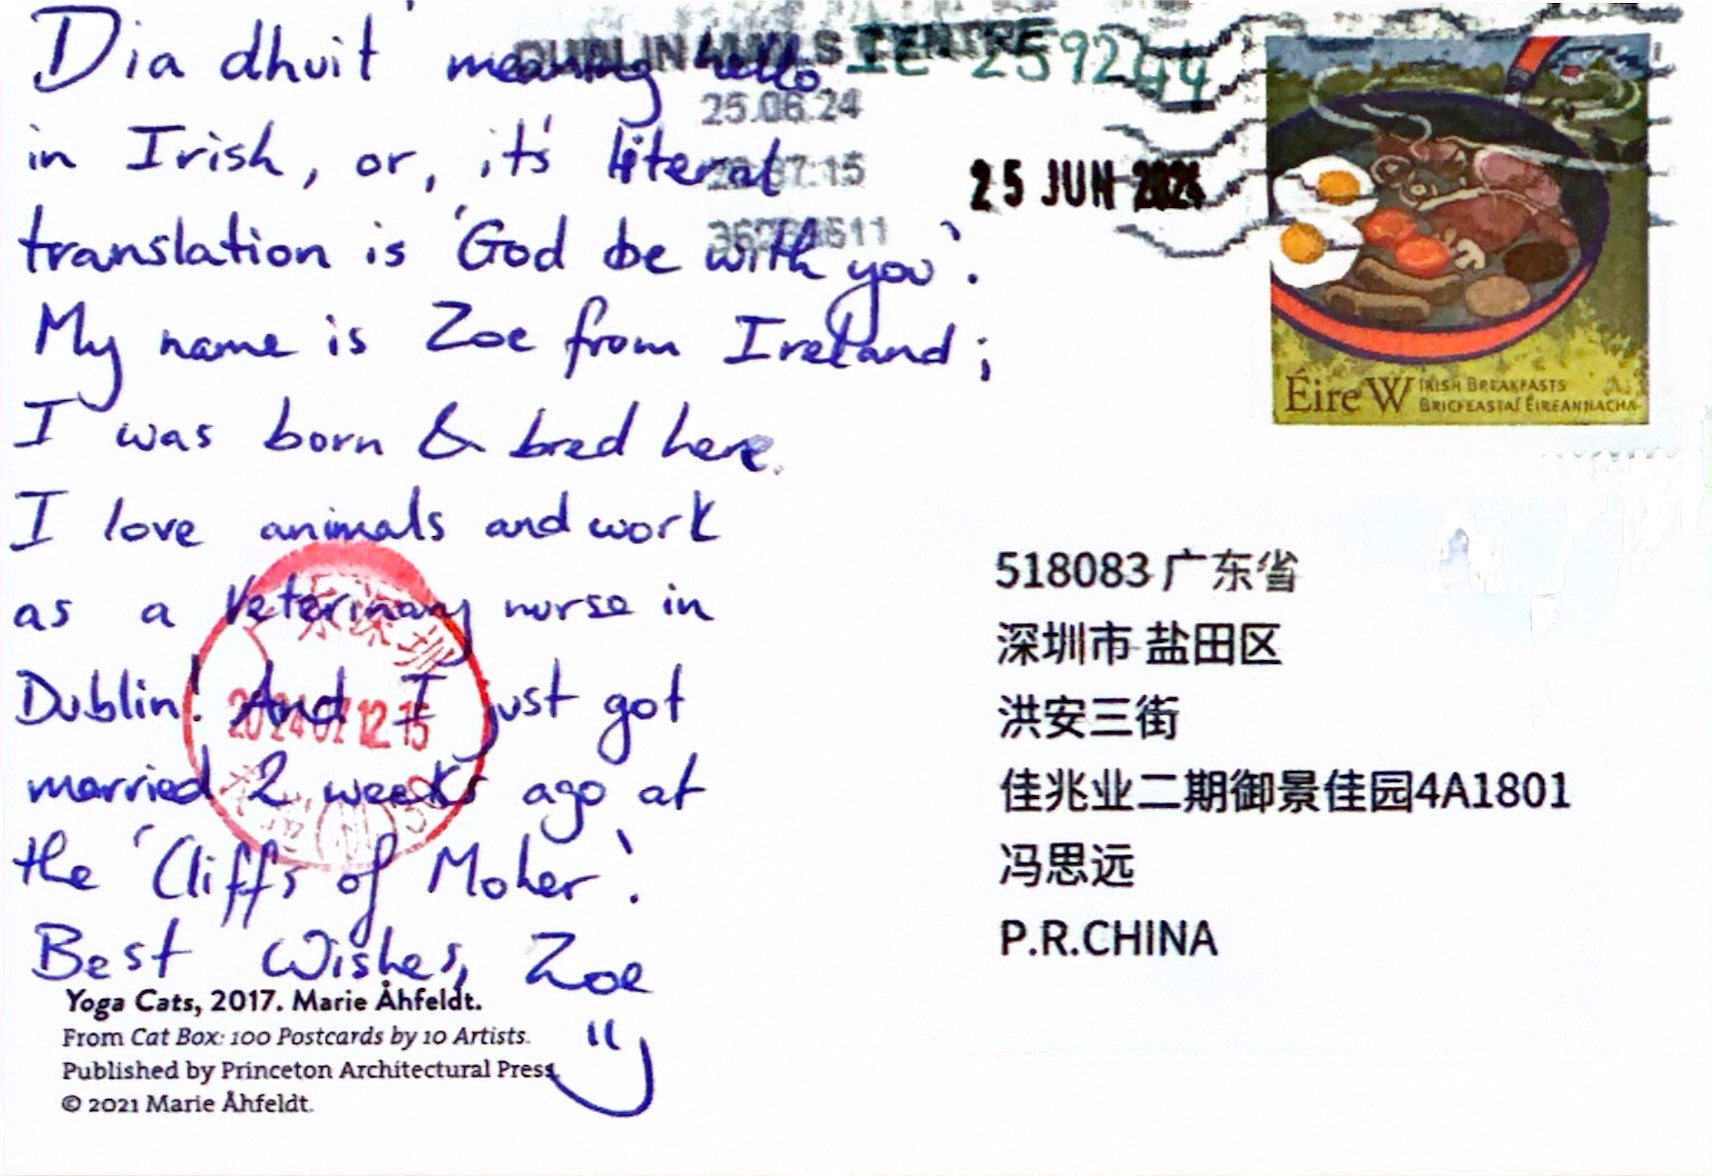 Dia dhuit' meaning hello
in Irish, or, it's literal
translation is 'God be with you'.
My name is Zoe from Ireland;
I was born & bred here.
I love animals and work
as a Veterinary nurse in
Dublin! And I just got
married 2 weeks ago at
the 'Cliffs of Moher'.
Best Wishes, Zoe
Yoga Cats, 2017. Marie Åhfeldt.
From Cat Box: 100 Postcards by 10 Artists.
Published by Princeton Architectural Press.
© 2021 Marie Åhfeldt.
DUBLIN MAILS CENTRE
25.06.24
IE-259244
25 JUN 2024
Éire W
IRISH BREAKFASTS
BRICFEASTAÍ ÉIREANNACHA
518083 广东省
深圳市 盐田区
洪安三街
佳兆业二期御景佳园4A1801
冯思远
P.R.CHINA
广东深圳
2024 07 12 15